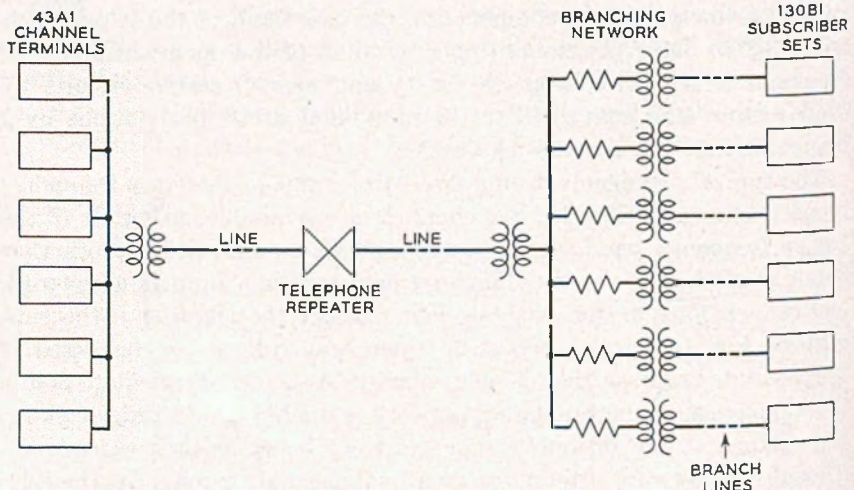 43A1
CHANNEL
TERMINALS
BRANCHING
NETWORK
130B1
SUBSCRIBER
SETS
LINE
LINE
TELEPHONE
REPEATER
BRANCH
LINES